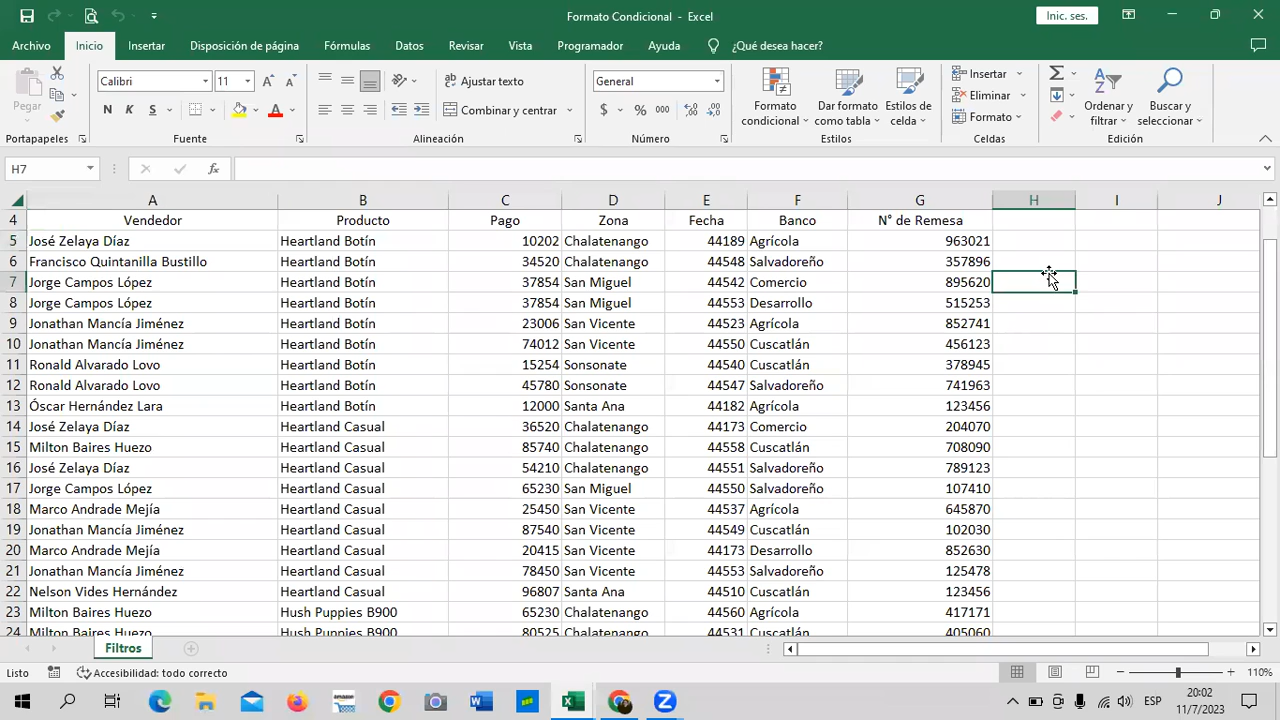 Formato Condicional - Excel
Inic. ses.
Archivo Inicio Insertar Disposición de página Fórmulas Datos Revisar Vista Programador Ayuda ¿Qué desea hacer?
Pegar
Calibri 11
N K S
Ajustar texto
Combinar y centrar
General
$ % 000
Formato condicional
Dar formato como tabla
Estilos de celda
Insertar
Eliminar
Formato
Ordenar y filtrar
Buscar y seleccionar
Portapapeles Fuente Alineación Número Estilos Celdas Edición
H7 fx
A B C D E F G H I J
4 Vendedor Producto Pago Zona Fecha Banco N° de Remesa
5 José Zelaya Díaz Heartland Botín 10202 Chalatenango 44189 Agrícola 963021
6 Francisco Quintanilla Bustillo Heartland Botín 34520 Chalatenango 44548 Salvadoreño 357896
7 Jorge Campos López Heartland Botín 37854 San Miguel 44542 Comercio 895620
8 Jorge Campos López Heartland Botín 37854 San Miguel 44553 Desarrollo 515253
9 Jonathan Mancía Jiménez Heartland Botín 23006 San Vicente 44523 Agrícola 852741
10 Jonathan Mancía Jiménez Heartland Botín 74012 San Vicente 44550 Cuscatlán 456123
11 Ronald Alvarado Lovo Heartland Botín 15254 Sonsonate 44540 Cuscatlán 378945
12 Ronald Alvarado Lovo Heartland Botín 45780 Sonsonate 44547 Salvadoreño 741963
13 Óscar Hernández Lara Heartland Botín 12000 Santa Ana 44182 Agrícola 123456
14 José Zelaya Díaz Heartland Casual 36520 Chalatenango 44173 Comercio 204070
15 Milton Baires Huezo Heartland Casual 85740 Chalatenango 44558 Cuscatlán 708090
16 José Zelaya Díaz Heartland Casual 54210 Chalatenango 44551 Salvadoreño 789123
17 Jorge Campos López Heartland Casual 65230 San Miguel 44550 Salvadoreño 107410
18 Marco Andrade Mejía Heartland Casual 25450 San Vicente 44537 Agrícola 645870
19 Jonathan Mancía Jiménez Heartland Casual 87540 San Vicente 44549 Cuscatlán 102030
20 Marco Andrade Mejía Heartland Casual 20415 San Vicente 44173 Desarrollo 852630
21 Jonathan Mancía Jiménez Heartland Casual 78450 San Vicente 44553 Salvadoreño 125478
22 Nelson Vides Hernández Heartland Casual 96807 Santa Ana 44510 Cuscatlán 123456
23 Milton Baires Huezo Hush Puppies B900 65230 Chalatenango 44560 Agrícola 417171
24 Milton Baires Huezo Hush Puppies B900 80525 Chalatenango 44531 Cuscatlán 405060
Filtros
Listo Accesibilidad: todo correcto 110%
ESP 20:02
11/7/2023